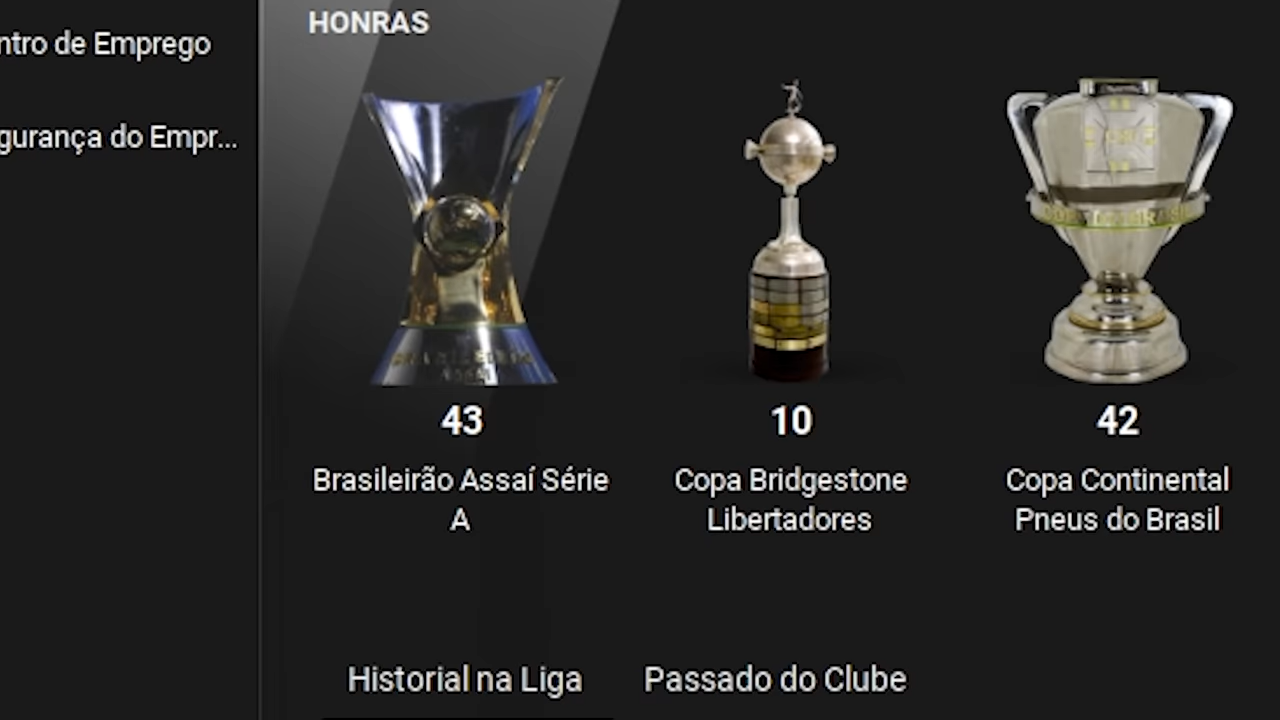 ntro de Emprego
gurança do Empr...
HONRAS
43
Brasileirão Assaí Série
A
10
Copa Bridgestone
Libertadores
42
Copa Continental
Pneus do Brasil
Historial na Liga
Passado do Clube